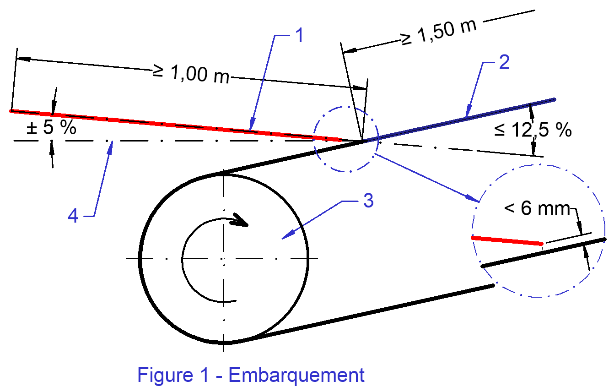 1
≥ 1,50 m
≥ 1,00 m
2
± 5 %
≤ 12,5 %
4
3
< 6 mm
Figure 1 - Embarquement